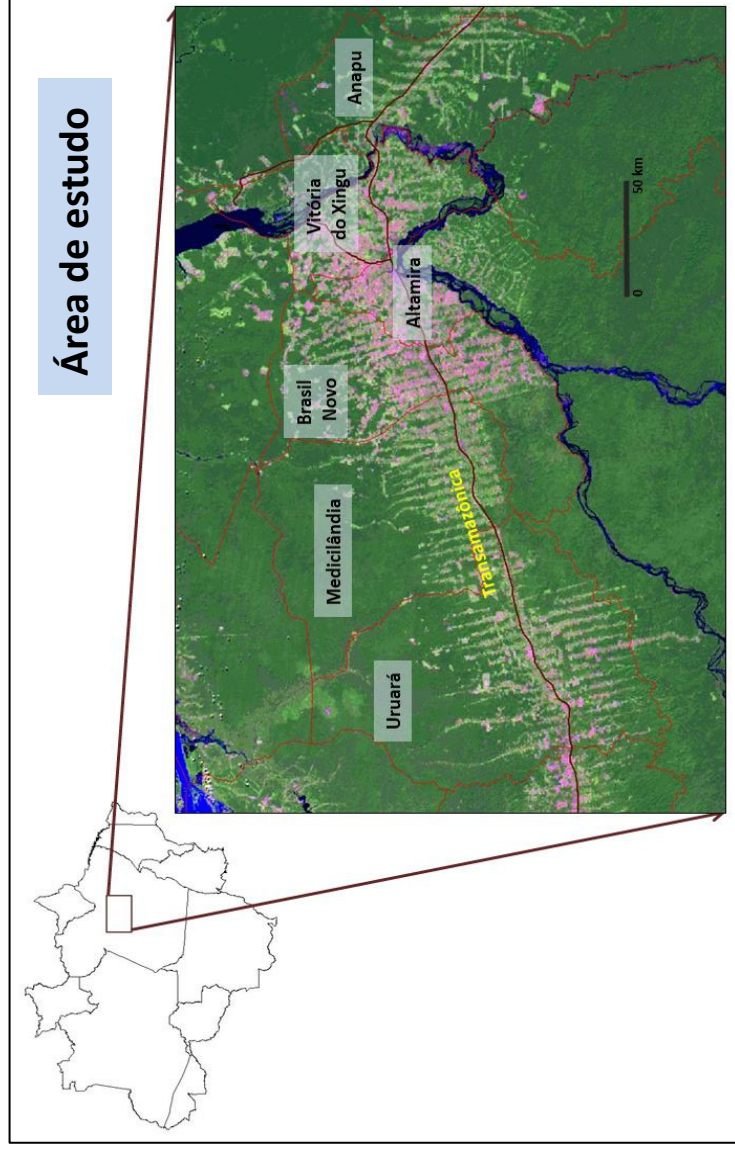 Área de estudo
Anapu
Vitória
do Xingu
Altamira
Brasil
Novo
Transamazônica
Medicilândia
Uruará
0
50 km